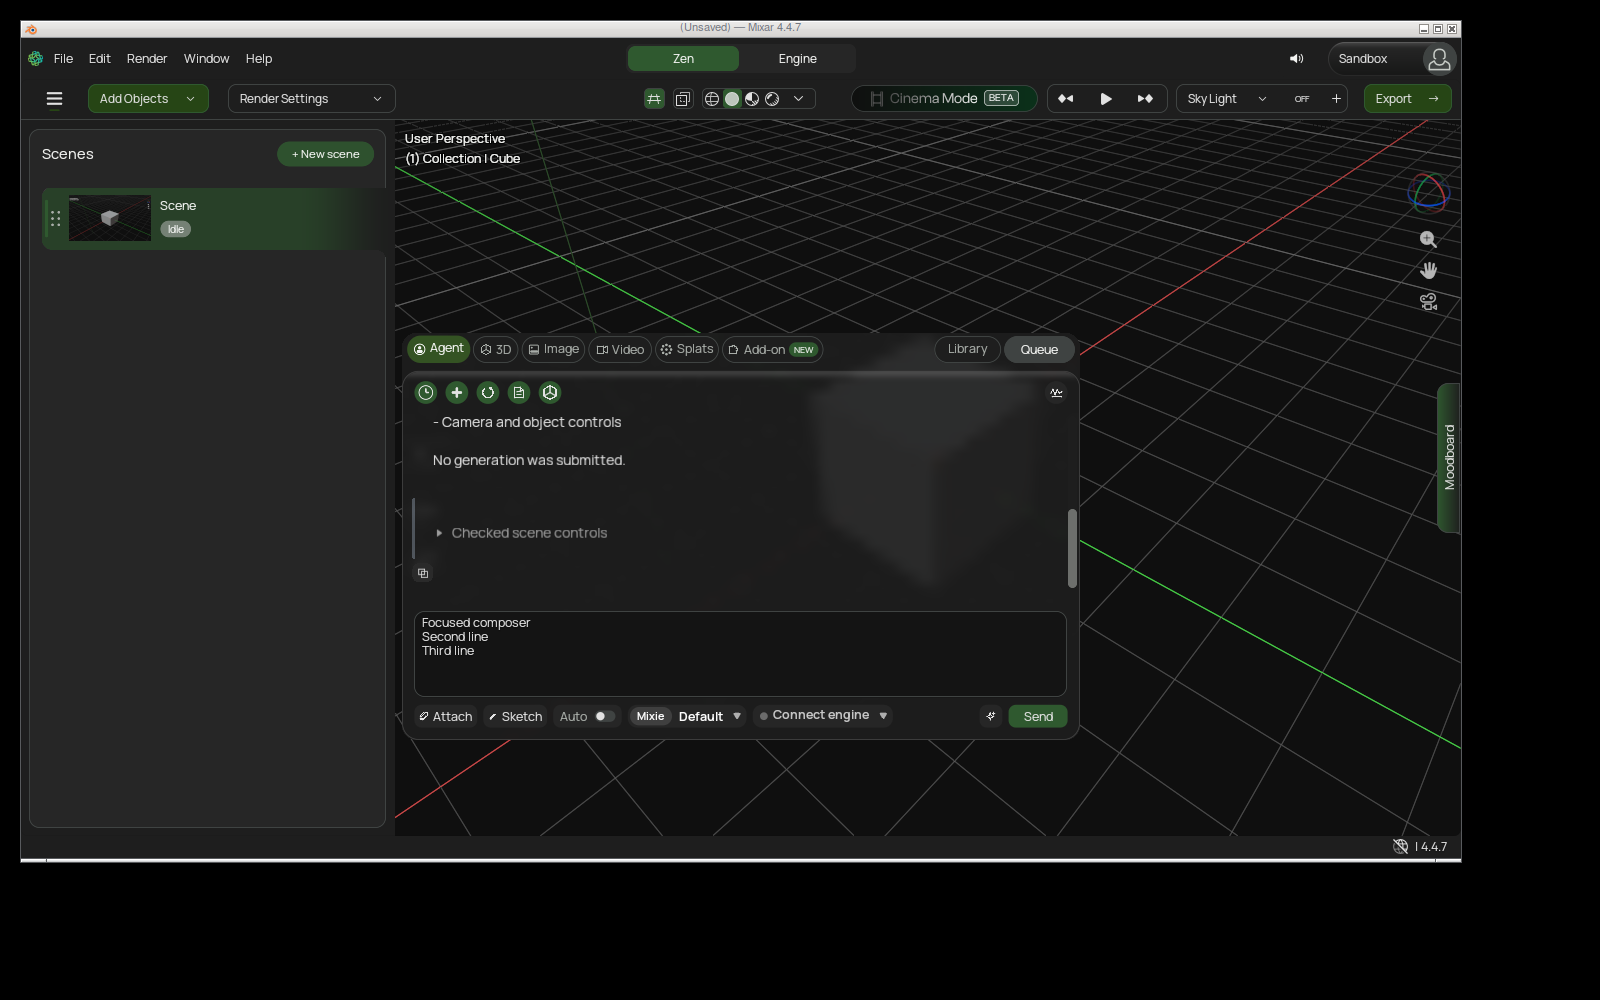 (Unsaved) — Mixar 4.4.7
File Edit Render Window Help
Zen Engine
Sandbox
Add Objects
Render Settings
Cinema Mode BETA
Sky Light OFF
Export →
Scenes
+ New scene
Scene
Idle
User Perspective
(1) Collection | Cube
Agent 3D Image Video Splats Add-on NEW
Library Queue
- Camera and object controls
No generation was submitted.
Checked scene controls
Focused composer
Second line
Third line
Attach Sketch Auto Mixie Default Connect engine Send
Moodboard
| 4.4.7